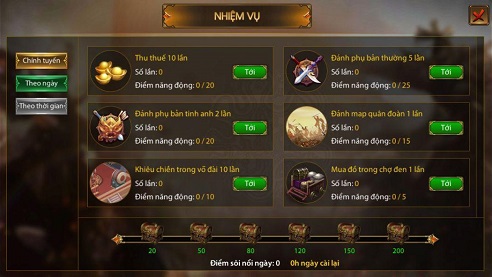 NHIỆM VỤ
Chính tuyến
Theo ngày
Theo thời gian
Thu thuế 10 lần
Số lần: 0
Điểm năng động: 0 / 20
Tới
Đánh phụ bản thường 5 lần
Số lần: 0
Điểm năng động: 0 / 25
Tới
Đánh phụ bản tinh anh 2 lần
Số lần: 0
Điểm năng động: 0 / 20
Tới
Đánh mạp quân đoàn 1 lần
Số lần: 0
Điểm năng động: 0 / 15
Tới
Khiêu chiến trong võ đài 10 lần
Số lần: 0
Điểm năng động: 0 / 10
Tới
Mua đồ trong chợ đen 1 lần
Số lần: 0
Điểm năng động: 0 / 5
Tới
20 50 80 120 150 200
Điểm sôi nổi ngày: 0 0h ngày cài lại